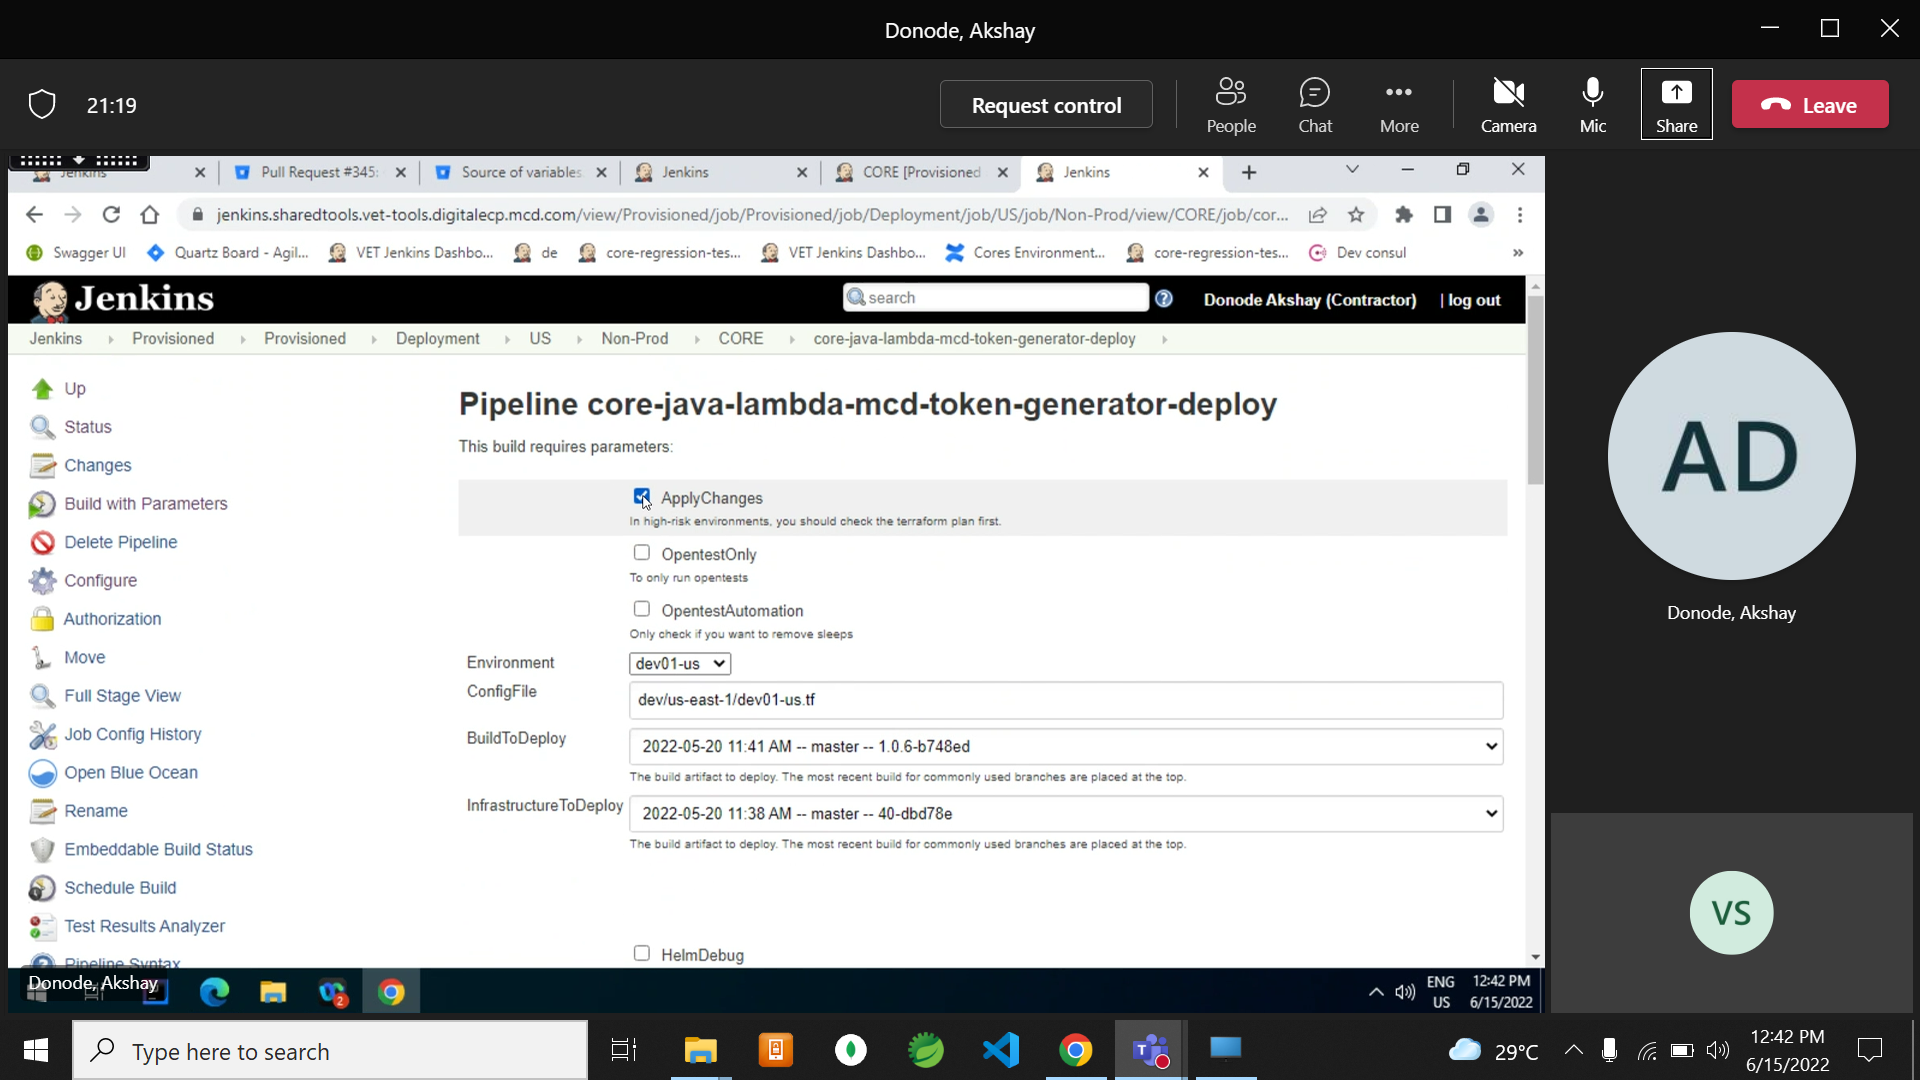 Donode, Akshay
21:19
Request control
People
Chat
More
Camera
Mic
Share
Leave
Jenkins
Pull Request #345:
Source of variables
Jenkins
CORE [Provisioned
Jenkins
jenkins.sharedtools.vet-tools.digitalecp.mcd.com/view/Provisioned/job/Provisioned/job/Deployment/job/US/job/Non-Prod/view/CORE/job/cor...
Swagger UI
Quartz Board - Agil...
VET Jenkins Dashbo...
de
core-regression-tes...
VET Jenkins Dashbo...
Cores Environment...
core-regression-tes...
Dev consul
»
Jenkins
search
Donode Akshay (Contractor)
| log out
Jenkins
Provisioned
Provisioned
Deployment
US
Non-Prod
CORE
core-java-lambda-mcd-token-generator-deploy
Up
Status
Changes
Build with Parameters
Delete Pipeline
Configure
Authorization
Move
Full Stage View
Job Config History
Open Blue Ocean
Rename
Embeddable Build Status
Schedule Build
Test Results Analyzer
Pipeline Syntax
Pipeline core-java-lambda-mcd-token-generator-deploy
This build requires parameters:
ApplyChanges
In high-risk environments, you should check the terraform plan first.
OpentestOnly
To only run opentests
OpentestAutomation
Only check if you want to remove sleeps
Environment
dev01-us
ConfigFile
dev/us-east-1/dev01-us.tf
BuildToDeploy
2022-05-20 11:41 AM -- master -- 1.0.6-b748ed
The build artifact to deploy. The most recent build for commonly used branches are placed at the top.
InfrastructureToDeploy
2022-05-20 11:38 AM -- master -- 40-dbd78e
The build artifact to deploy. The most recent build for commonly used branches are placed at the top.
HelmDebug
AD
Donode, Akshay
VS
Donode, Akshay
2
ENG
US
12:42 PM
6/15/2022
Type here to search
29°C
12:42 PM
6/15/2022